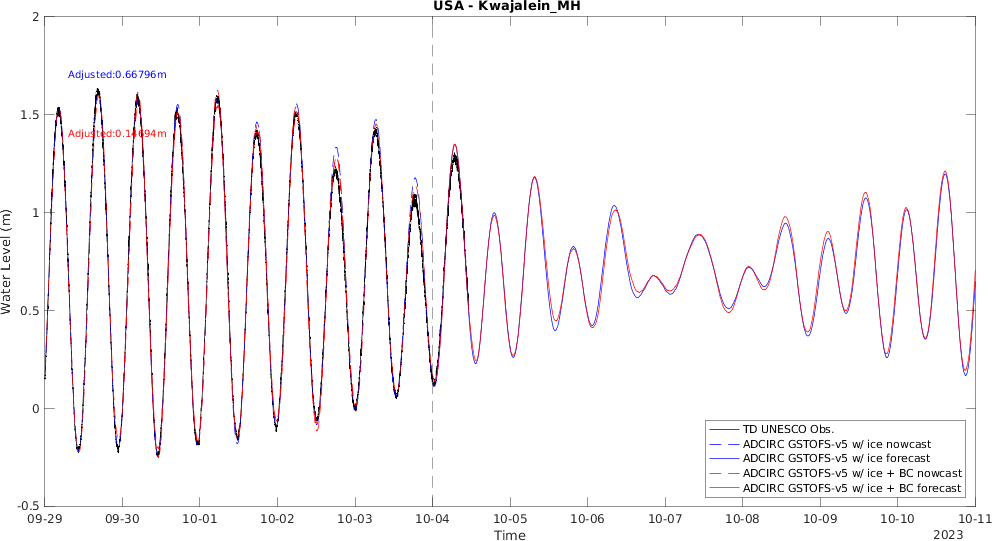 USA - Kwajalein_MH
2
1.5
1
0.5
0
-0.5
Water Level (m)
Adjusted:0.66796m
Adjusted:0.14694m
TD UNESCO Obs.
ADCIRC GSTOFS-v5 w/ ice nowcast
ADCIRC GSTOFS-v5 w/ ice forecast
ADCIRC GSTOFS-v5 w/ ice + BC nowcast
ADCIRC GSTOFS-v5 w/ ice + BC forecast
09-29 09-30 10-01 10-02 10-03 10-04 10-05 10-06 10-07 10-08 10-09 10-10 10-11
Time
2023